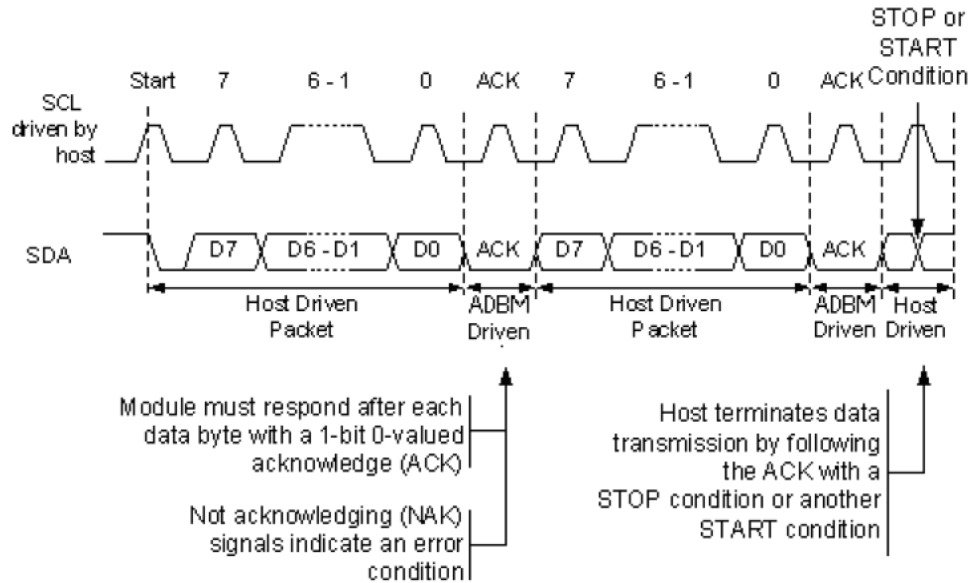 STOP or
START
Condition
Start 7 6 - 1 0 ACK 7 6 - 1 0 ACK
SCL
driven by
host
SDA
D7 D6 - D1 D0 ACK D7 D6 - D1 D0 ACK
Host Driven
Packet
ADBM
Driven
Host Driven
Packet
ADBM
Driven
Host
Driven
Module must respond after each
data byte with a 1-bit 0-valued
acknowledge (ACK)
Not acknowledging (NAK)
signals indicate an error
condition
Host terminates data
transmission by following
the ACK with a
STOP condition or another
START condition